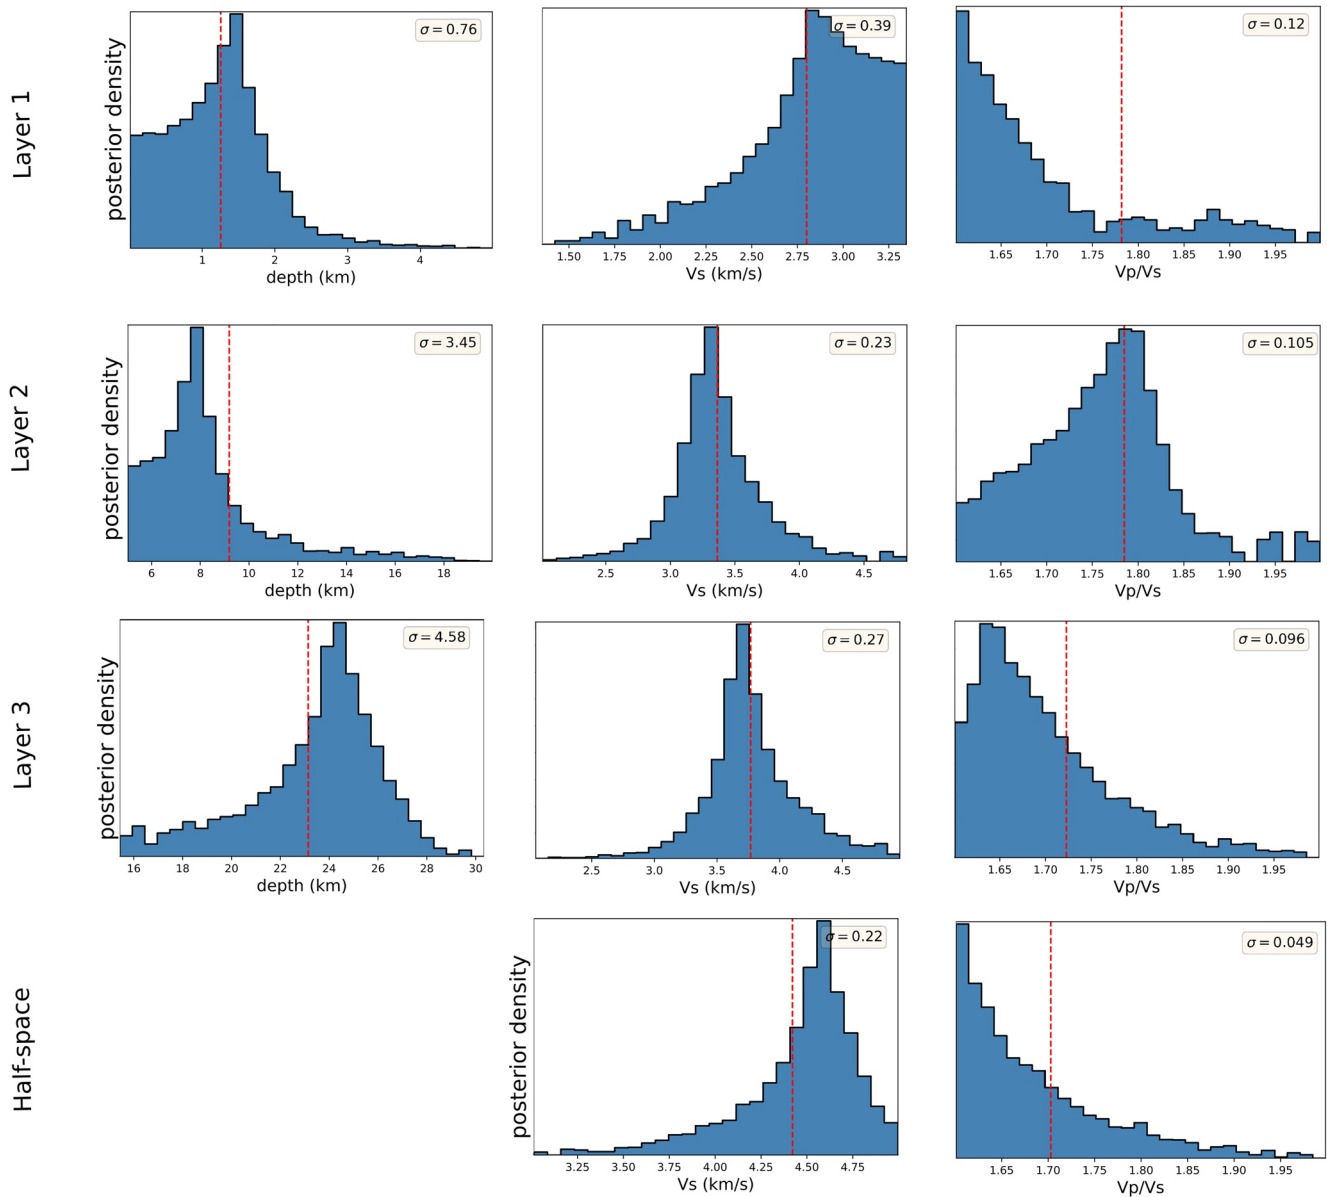 Layer 1
posterior density
σ = 0.76
1 2 3 4
depth (km)
σ = 0.39
1.50 1.75 2.00 2.25 2.50 2.75 3.00 3.25
Vs (km/s)
σ = 0.12
1.65 1.70 1.75 1.80 1.85 1.90 1.95
Vp/Vs
Layer 2
posterior density
σ = 3.45
6 8 10 12 14 16 18
depth (km)
σ = 0.23
2.5 3.0 3.5 4.0 4.5
Vs (km/s)
σ = 0.105
1.65 1.70 1.75 1.80 1.85 1.90 1.95
Vp/Vs
Layer 3
posterior density
σ = 4.58
16 18 20 22 24 26 28 30
depth (km)
σ = 0.27
2.5 3.0 3.5 4.0 4.5
Vs (km/s)
σ = 0.096
1.65 1.70 1.75 1.80 1.85 1.90 1.95
Vp/Vs
Half-space
posterior density
σ = 0.22
3.25 3.50 3.75 4.00 4.25 4.50 4.75
Vs (km/s)
σ = 0.049
1.65 1.70 1.75 1.80 1.85 1.90 1.95
Vp/Vs